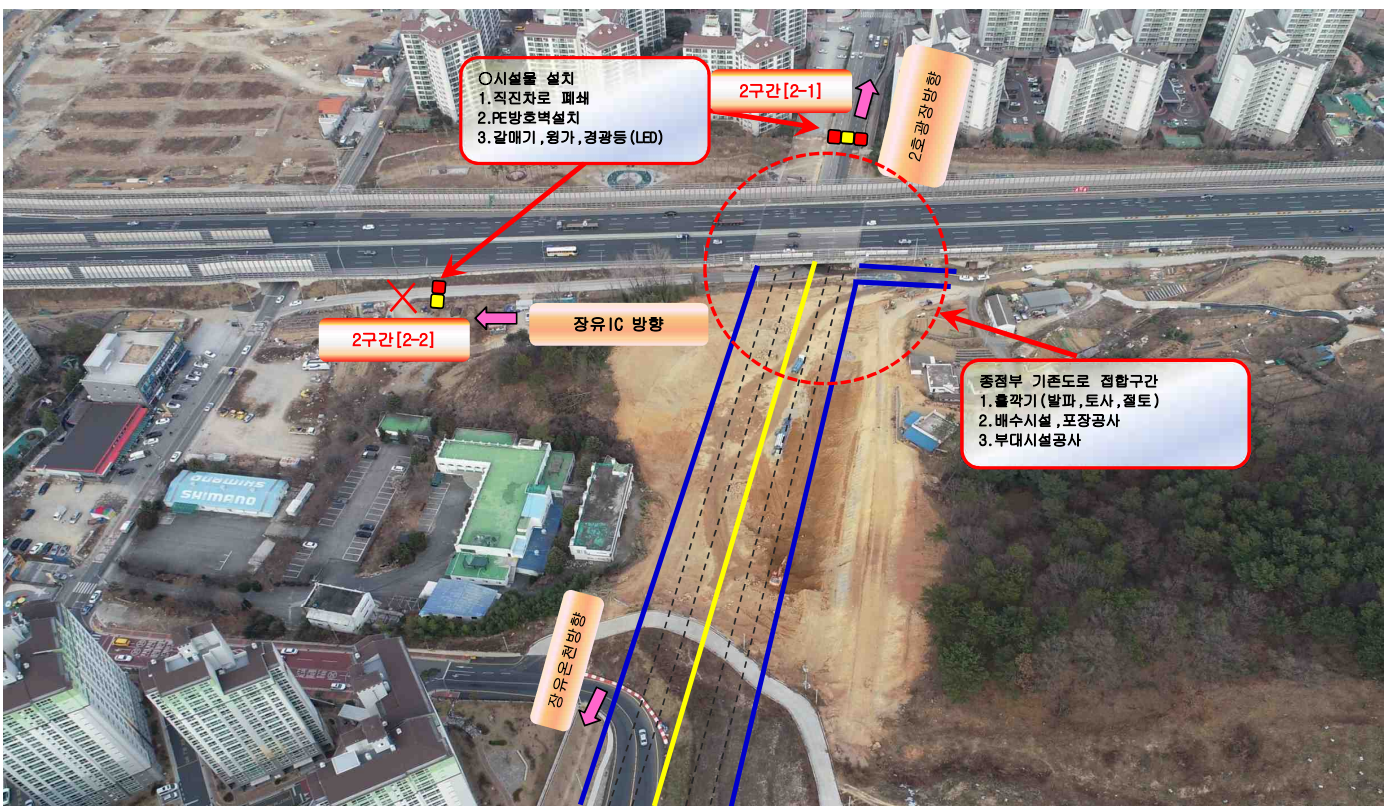 ○시설물 설치
1.직진차로 폐쇄
2.PE방호벽설치
3.갈매기,윙가,경광등(LED)
2구간[2-1]
2호광장방향
2구간[2-2]
장유IC 방향
종점부 기존도로 접합구간
1.흙깍기(발파,토사,절토)
2.배수시설,포장공사
3.부대시설공사
SHIMANO
SHIMANO
장유온천방향